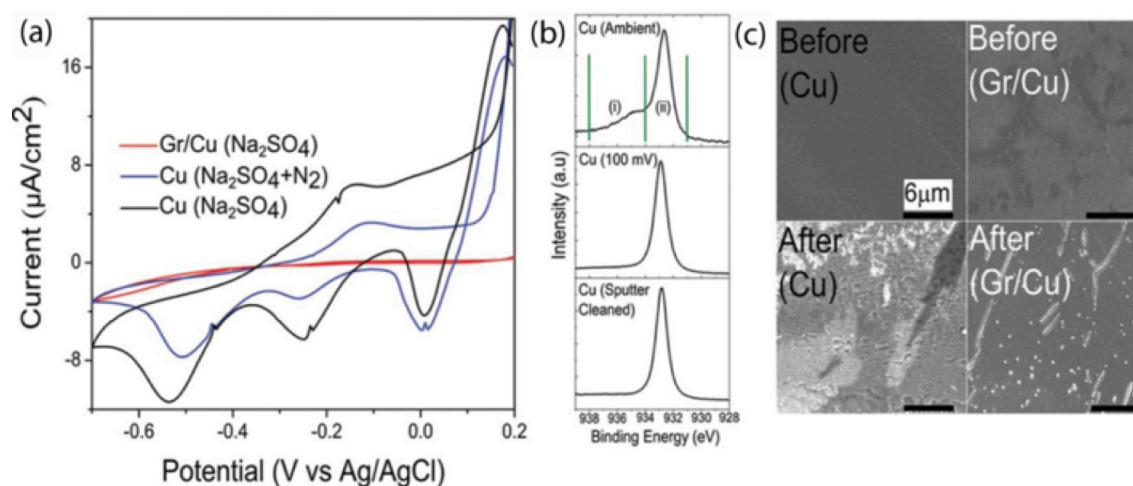 (a)
16
8
0
-8
Current (µA/cm²)
Gr/Cu (Na₂SO₄)
Cu (Na₂SO₄+N₂)
Cu (Na₂SO₄)
-0.6 -0.4 -0.2 0.0 0.2
Potential (V vs Ag/AgCl)
(b)
Cu (Ambient)
(i) (ii)
Cu (100 mV)
Cu (Sputter
Cleaned)
Intensity (a.u)
938 936 934 932 930 928
Binding Energy (eV)
(c)
Before
(Cu)
6µm
Before
(Gr/Cu)
After
(Cu)
After
(Gr/Cu)